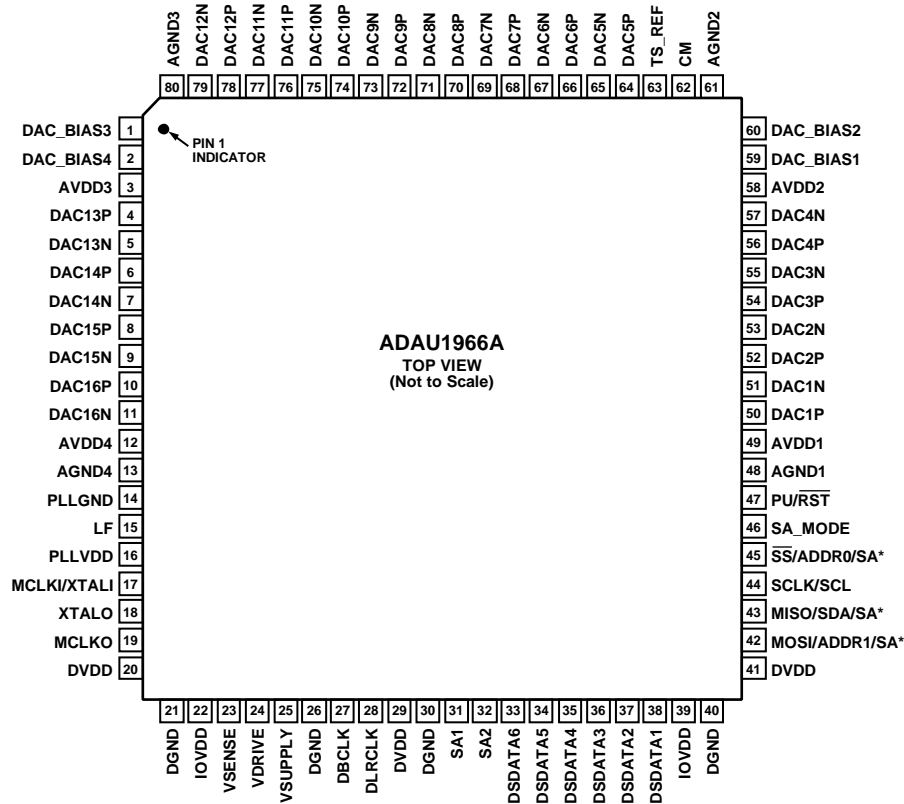 AGND3
DAC12N
DAC12P
DAC11N
DAC11P
DAC10N
DAC10P
DAC9N
DAC9P
DAC8N
DAC8P
DAC7N
DAC7P
DAC6N
DAC6P
DAC5N
DAC5P
TS_REF
CM
AGND2
80 79 78 77 76 75 74 73 72 71 70 69 68 67 66 65 64 63 62 61
DAC_BIAS3 1
DAC_BIAS4 2
AVDD3 3
DAC13P 4
DAC13N 5
DAC14P 6
DAC14N 7
DAC15P 8
DAC15N 9
DAC16P 10
DAC16N 11
AVDD4 12
AGND4 13
PLLGND 14
LF 15
PLLVDD 16
MCLKI/XTALI 17
XTALO 18
MCLKO 19
DVDD 20
PIN 1
INDICATOR
ADAU1966A
TOP VIEW
(Not to Scale)
60 DAC_BIAS2
59 DAC_BIAS1
58 AVDD2
57 DAC4N
56 DAC4P
55 DAC3N
54 DAC3P
53 DAC2N
52 DAC2P
51 DAC1N
50 DAC1P
49 AVDD1
48 AGND1
47 PU/RST
46 SA_MODE
45 SS/ADDR0/SA*
44 SCLK/SCL
43 MISO/SDA/SA*
42 MOSI/ADDR1/SA*
41 DVDD
21 22 23 24 25 26 27 28 29 30 31 32 33 34 35 36 37 38 39 40
DGND
IOVDD
VSENSE
VDRIVE
VSUPPLY
DGND
DBCLK
DLRCLK
DVDD
DGND
SA1
SA2
DSDATA6
DSDATA5
DSDATA4
DSDATA3
DSDATA2
DSDATA1
IOVDD
DGND